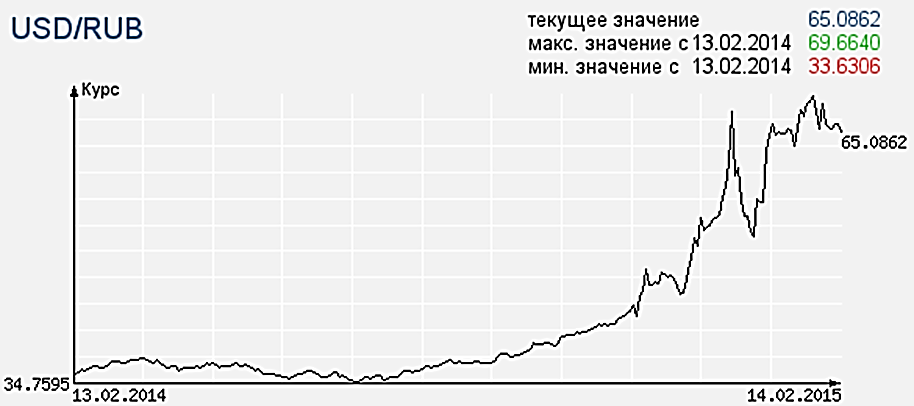 USD/RUB
текущее значение 65.0862
макс. значение с 13.02.2014 69.6640
мин. значение с 13.02.2014 33.6306
Курс
65.0862
34.7595
13.02.2014 14.02.2015